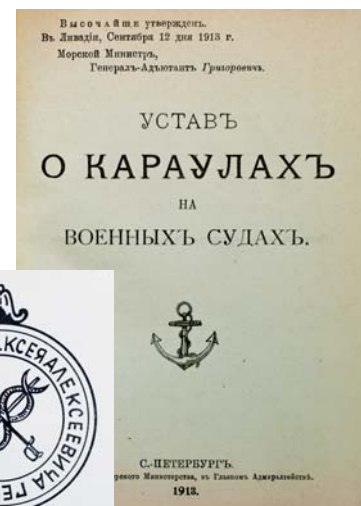 Высочайше утвержденъ.
Въ Ливадіи, Сентября 12 дня 1913 г.
Морской Министръ,
Генералъ-Адъютантъ Григоровичъ.
УСТАВЪ
О КАРАУЛАХЪ
НА
ВОЕННЫХЪ СУДАХЪ.
АЛЕКСЕЕВИЧА
С.-ПЕТЕРБУРГЪ.
Министерства, въ Главномъ Адмиралтействѣ.
1913.